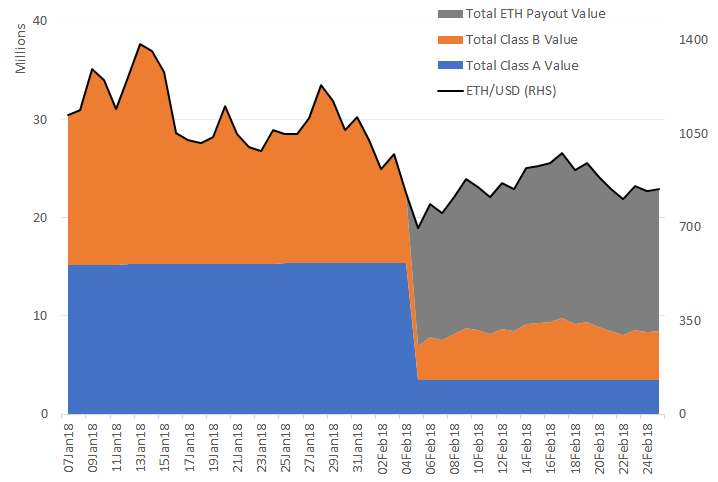 Total ETH Payout Value
Total Class B Value
Total Class A Value
ETH/USD (RHS)
Millions
40
30
20
10
0
1400
1050
700
350
0
07Jan18
09Jan18
11Jan18
13Jan18
15Jan18
17Jan18
19Jan18
21Jan18
23Jan18
25Jan18
27Jan18
29Jan18
31Jan18
02Feb18
04Feb18
06Feb18
08Feb18
10Feb18
12Feb18
14Feb18
16Feb18
18Feb18
20Feb18
22Feb18
24Feb18